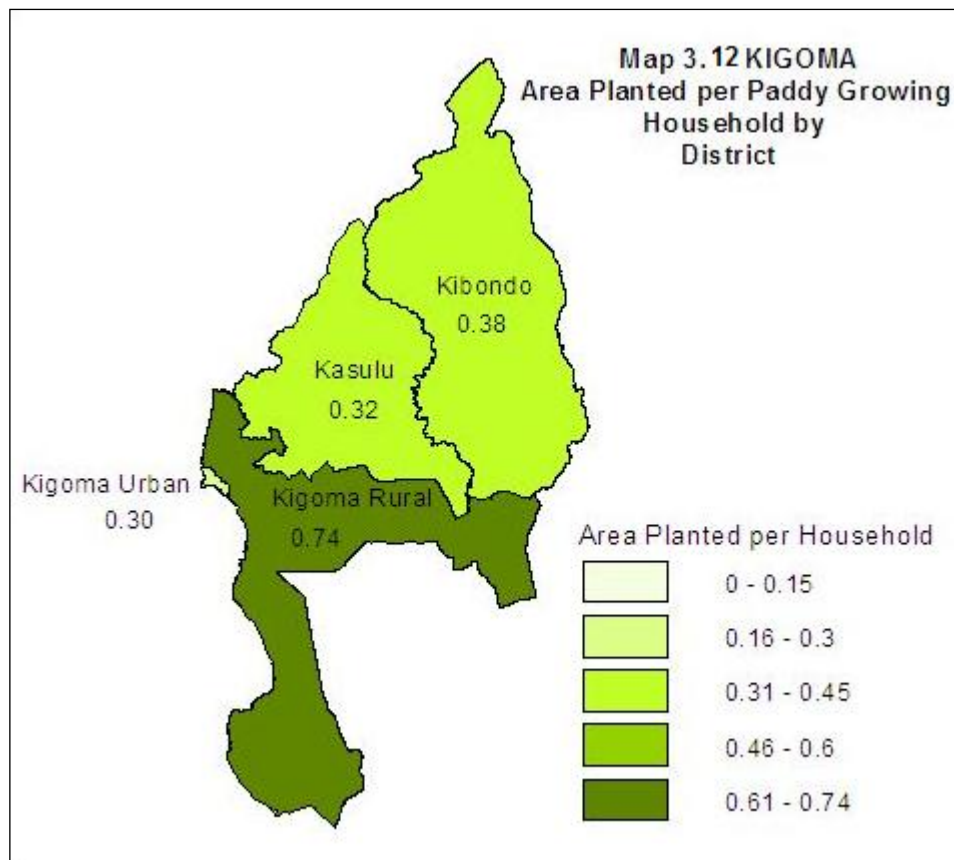 Map 3.12 KIGOMA
Area Planted per Paddy Growing
Household by
District
Kibondo
0.38
Kasulu
0.32
Kigoma Urban
0.30
Kigoma Rural
0.74
Area Planted per Household
0 - 0.15
0.16 - 0.3
0.31 - 0.45
0.46 - 0.6
0.61 - 0.74